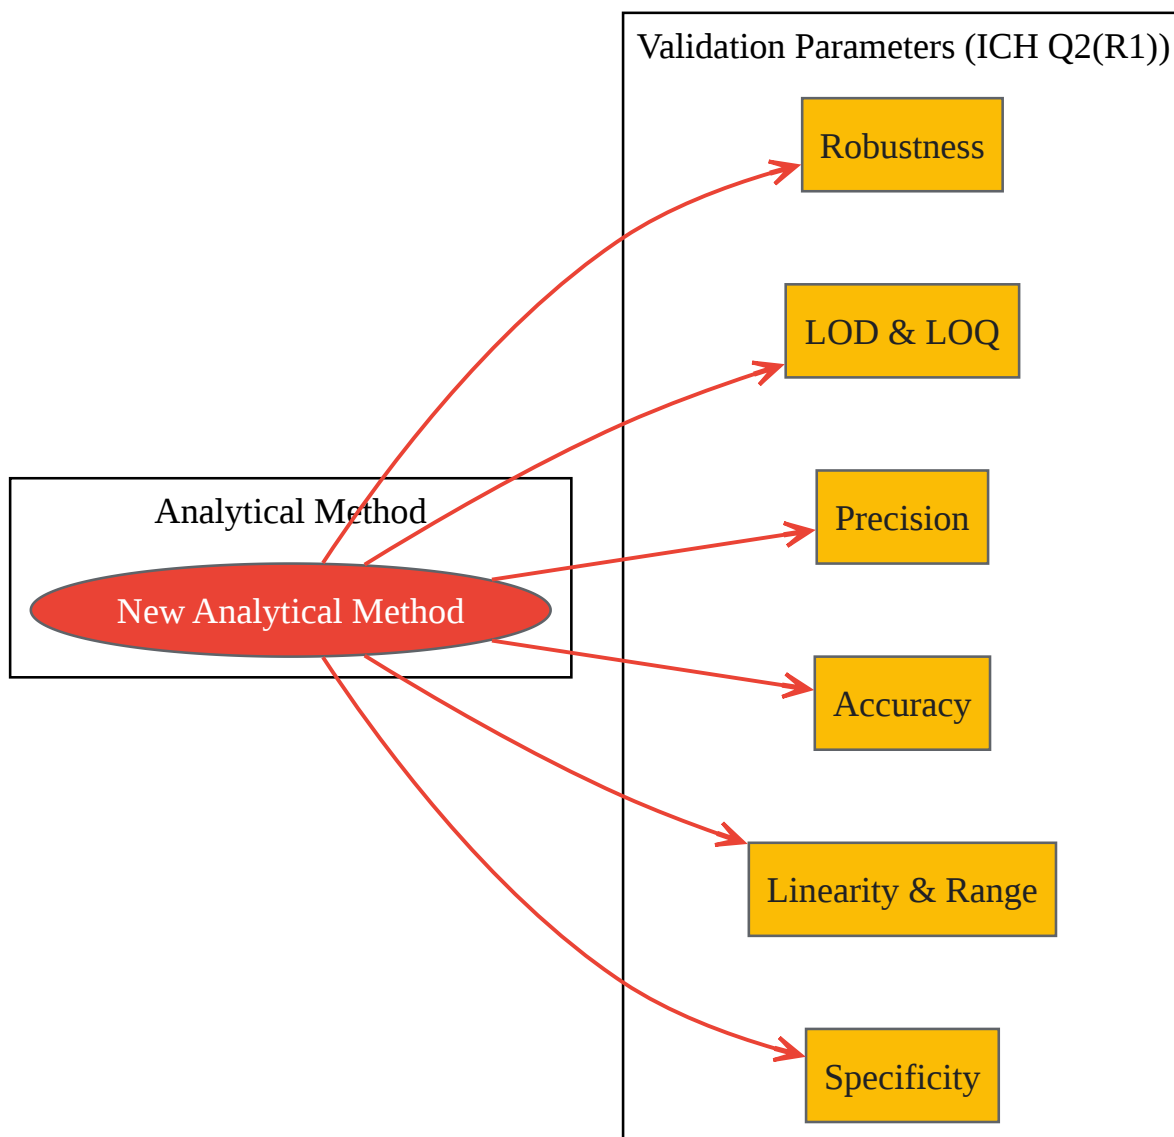 Validation Parameters (ICH Q2(R1))
Robustness
LOD & LOQ
Analytical Method
Precision
New Analytical Method
Accuracy
Linearity & Range
Specificity